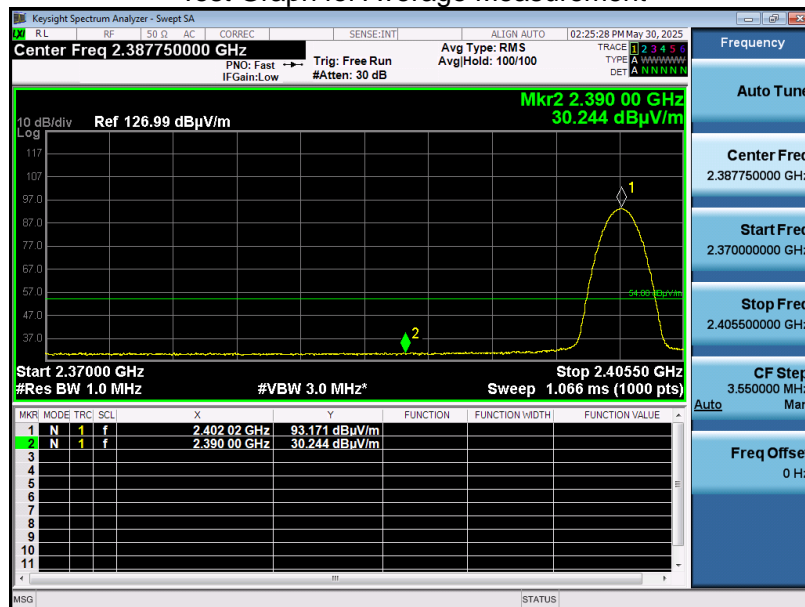 Test Graph for Average Measurement
Keysight Spectrum Analyzer - Swept SA
LXI RL RF 50 Ω AC CORREC SENSE:INT ALIGN AUTO 02:25:28 PM May 30, 2025
Center Freq 2.387750000 GHz
PNO: Fast
IFGain:Low
Trig: Free Run
#Atten: 30 dB
Avg Type: RMS
Avg|Hold: 100/100
TRACE 1 2 3 4 5 6
TYPE A WWWWW
DET A N N N N N
Mkr2 2.390 00 GHz
30.244 dBµV/m
10 dB/div Ref 126.99 dBµV/m
Log
117
107
97.0
87.0
77.0
67.0
57.0
47.0
37.0
1
54.00 dBµV/m
2
Start 2.37000 GHz Stop 2.40550 GHz
#Res BW 1.0 MHz #VBW 3.0 MHz* Sweep 1.066 ms (1000 pts)
MKR MODE TRC SCL X Y FUNCTION FUNCTION WIDTH FUNCTION VALUE
1 N 1 f 2.402 02 GHz 93.171 dBµV/m
2 N 1 f 2.390 00 GHz 30.244 dBµV/m
3
4
5
6
7
8
9
10
11
MSG STATUS
Frequency
Auto Tune
Center Freq
2.387750000 GHz
Start Freq
2.370000000 GHz
Stop Freq
2.405500000 GHz
CF Step
3.550000 MHz
Auto Man
Freq Offset
0 Hz